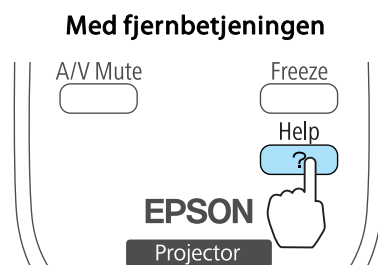 Med fjernbetjeningen
A/V Mute Freeze
Help
?
EPSON
Projector